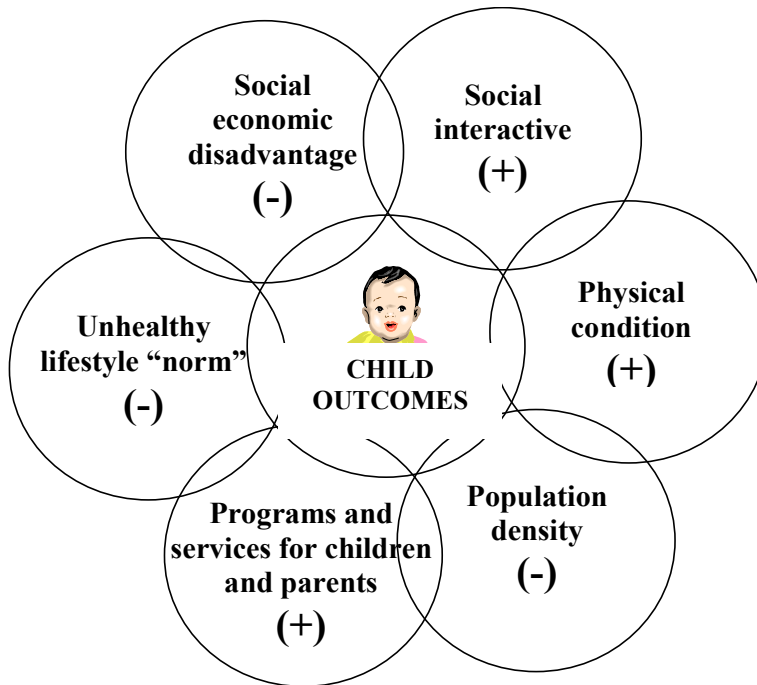 Social
economic
disadvantage
(-)
Social
interactive
(+)
Physical
condition
(+)
Unhealthy
lifestyle “norm”
(-)
CHILD
OUTCOMES
Population
density
(-)
Programs and
services for children
and parents
(+)